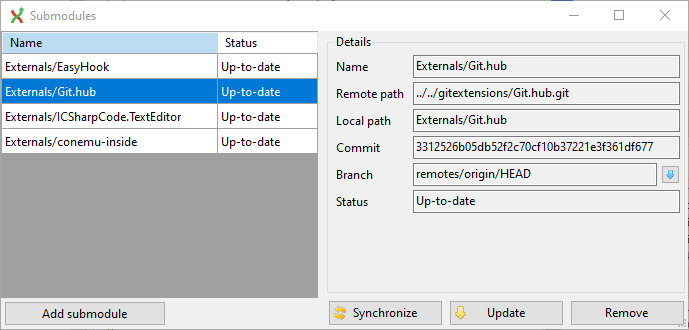 Submodules
Name Status
Externals/EasyHook Up-to-date
Externals/Git.hub Up-to-date
Externals/ICSharpCode.TextEditor Up-to-date
Externals/conemu-inside Up-to-date
Add submodule
Details
Name Externals/Git.hub
Remote path ../../gitextensions/Git.hub.git
Local path Externals/Git.hub
Commit 3312526b05db52f2c70cf10b37221e3f361df677
Branch remotes/origin/HEAD
Status Up-to-date
Synchronize Update Remove